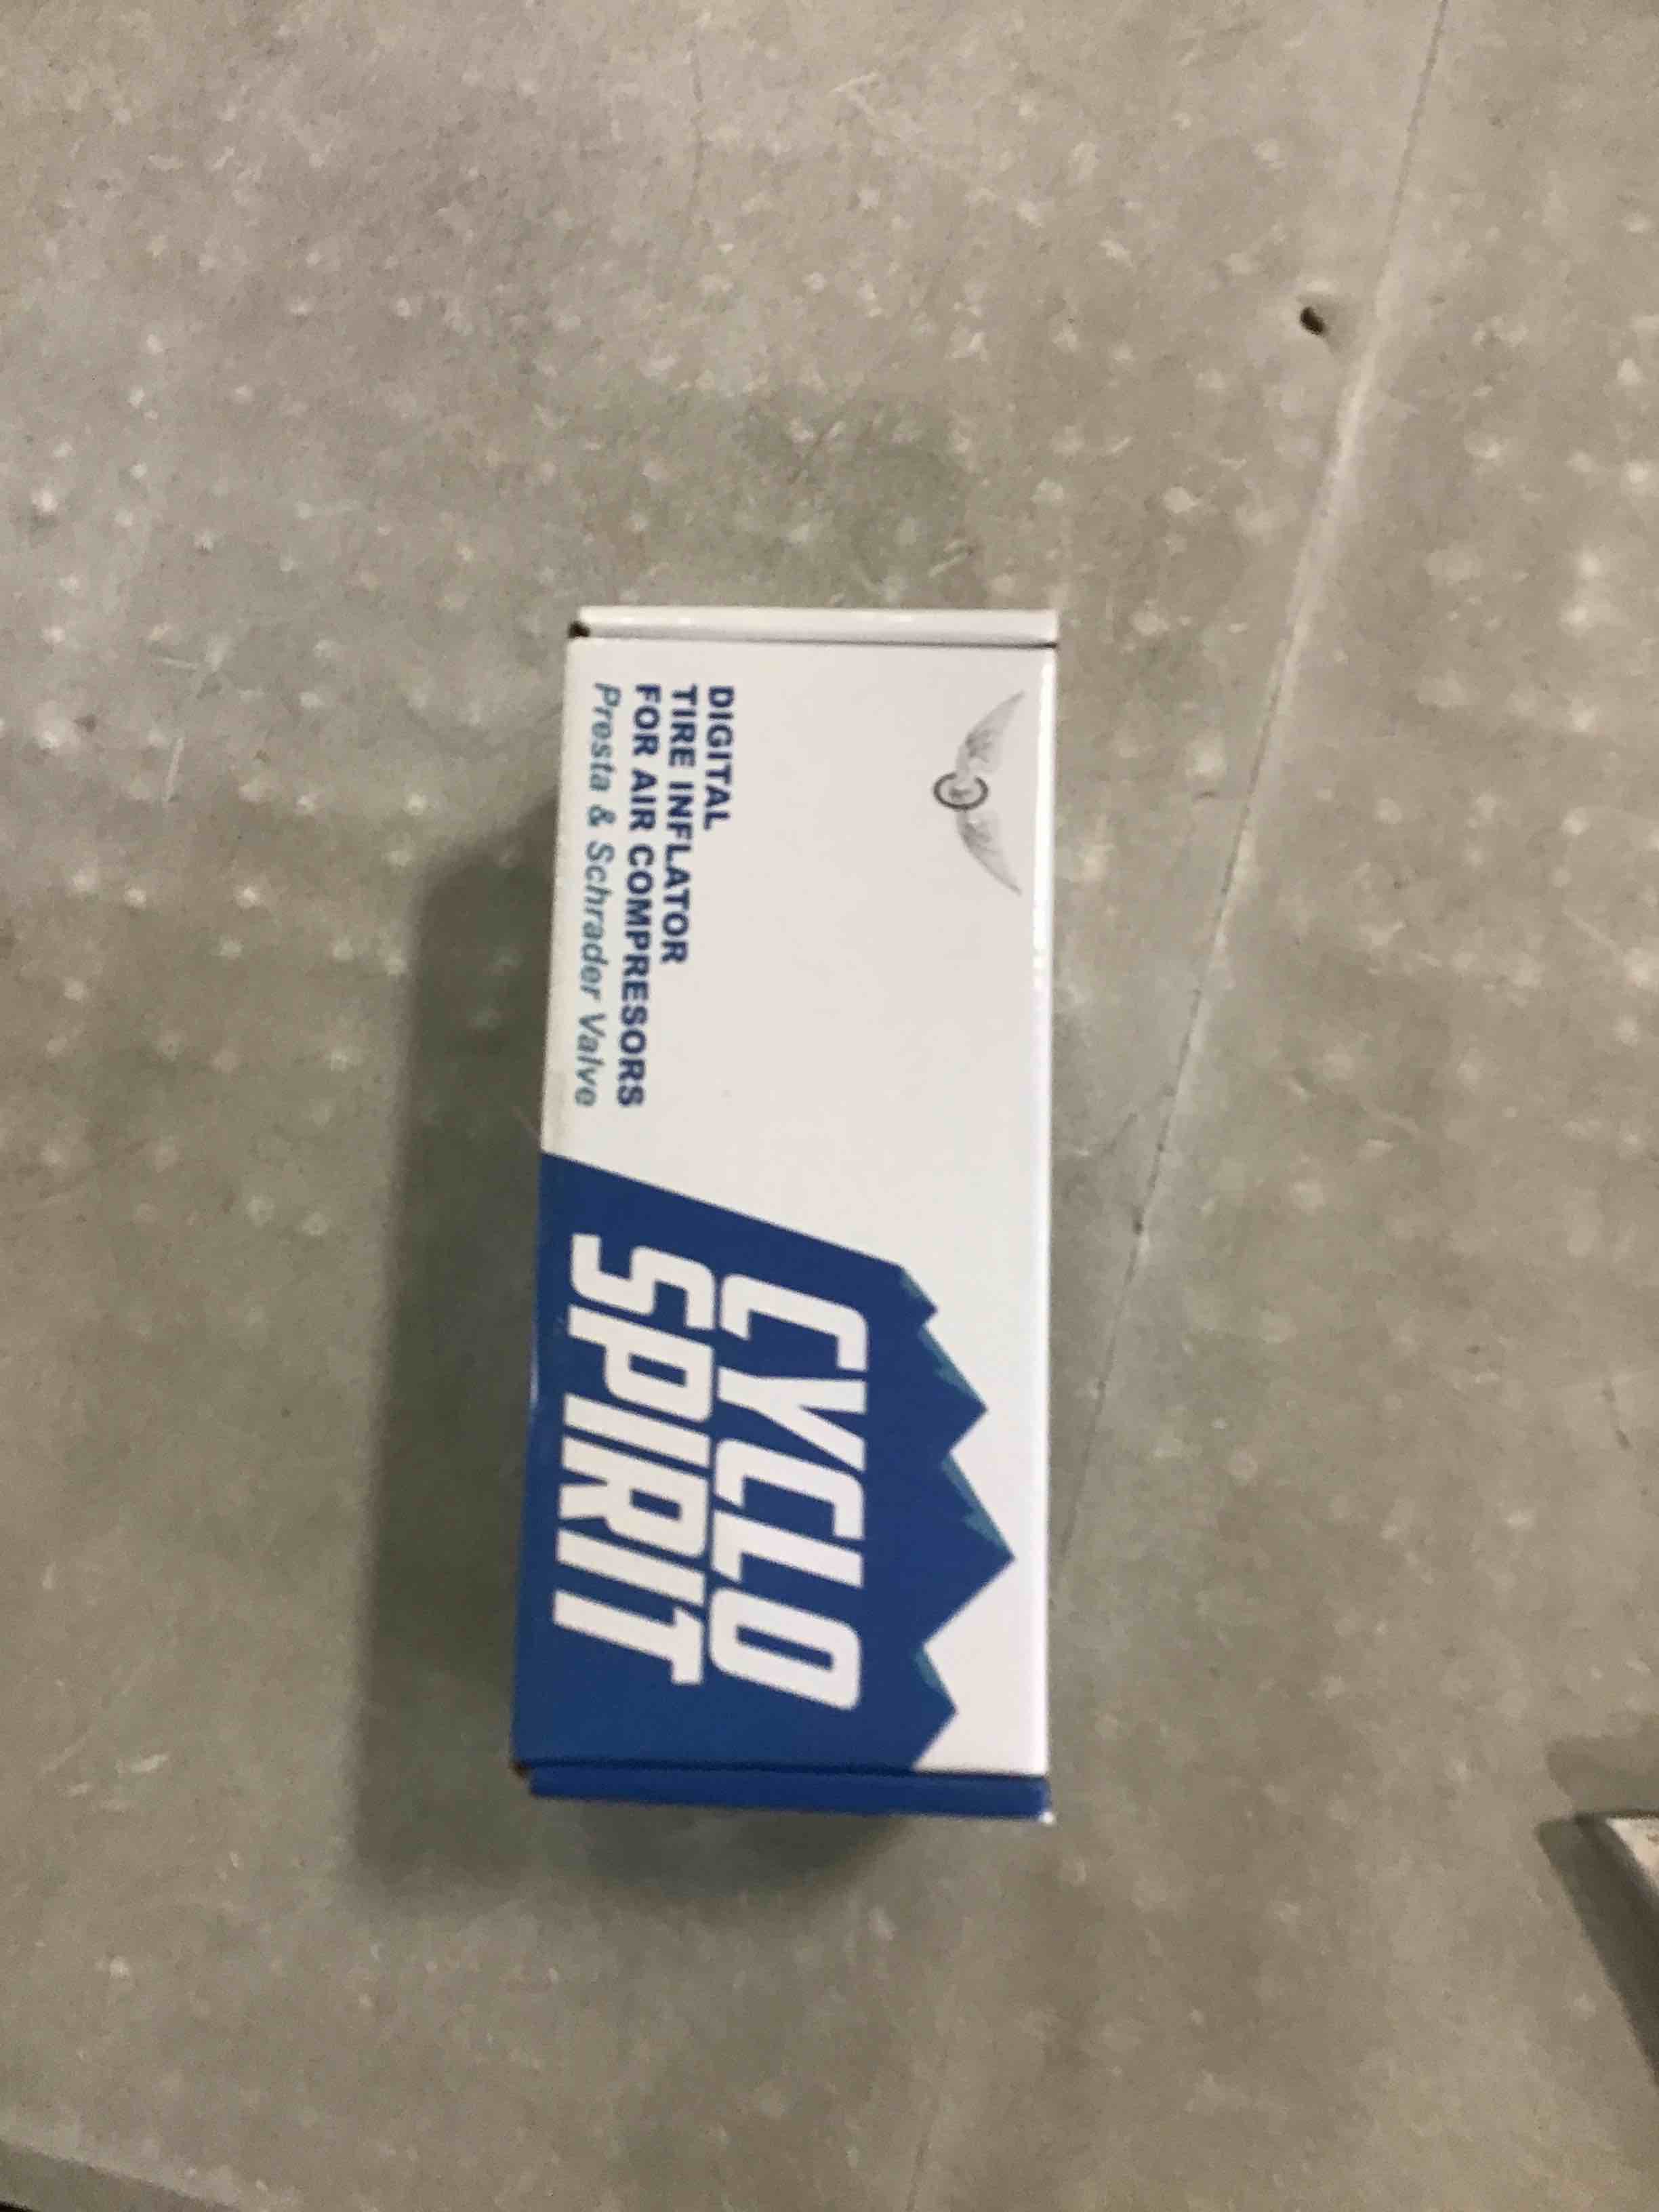 DIGITAL
TIRE INFLATOR
FOR AIR COMPRESORS
Presta & Schrader Valve
CYCLO
SPIRIT